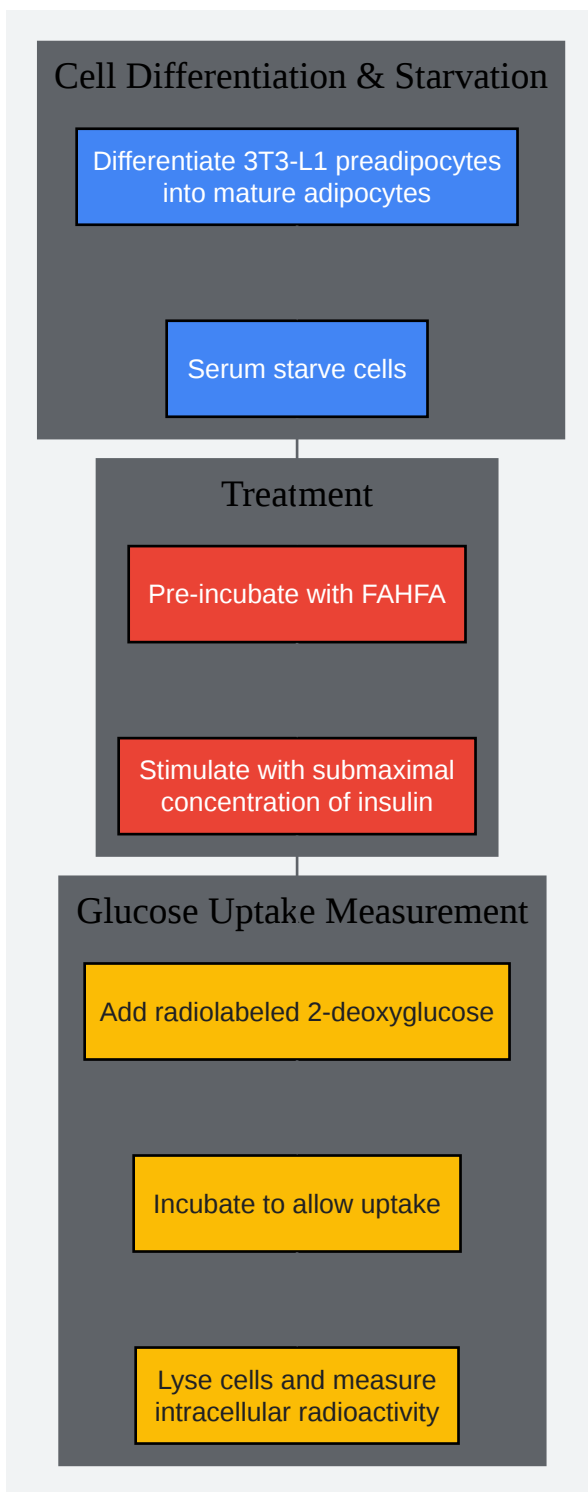 Cell Differentiation & Starvation
Differentiate 3T3-L1 preadipocytes
into mature adipocytes
Serum starve cells
Treatment
Pre-incubate with FAHFA
Stimulate with submaximal
concentration of insulin
Glucose Uptake Measurement
Add radiolabeled 2-deoxyglucose
Incubate to allow uptake
Lyse cells and measure
intracellular radioactivity